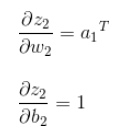 ∂z₂/∂w₂ = a₁ᵀ
∂z₂/∂b₂ = 1